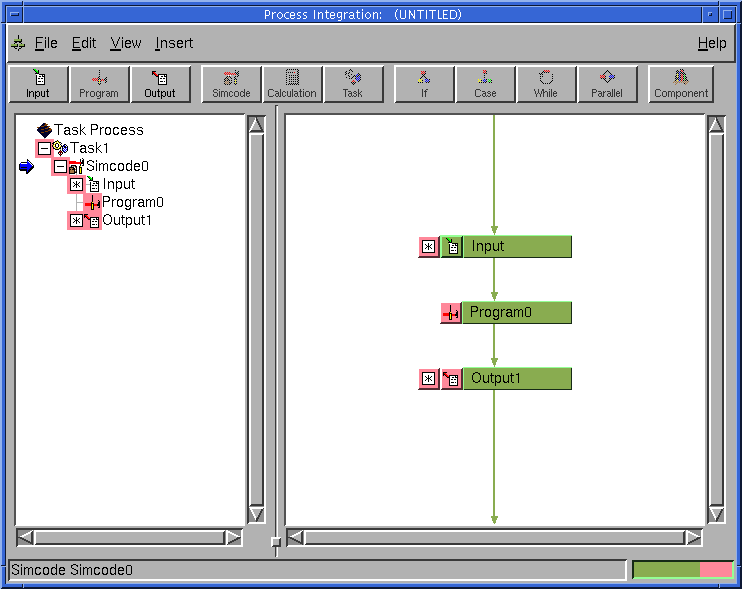 Process Integration: (UNTITLED)
File Edit View Insert Help
Input Program Output Simcode Calculation Task If Case While Parallel Component
Task Process
Task1
Simcode0
Input
Program0
Output1
Input
Program0
Output1
Simcode Simcode0